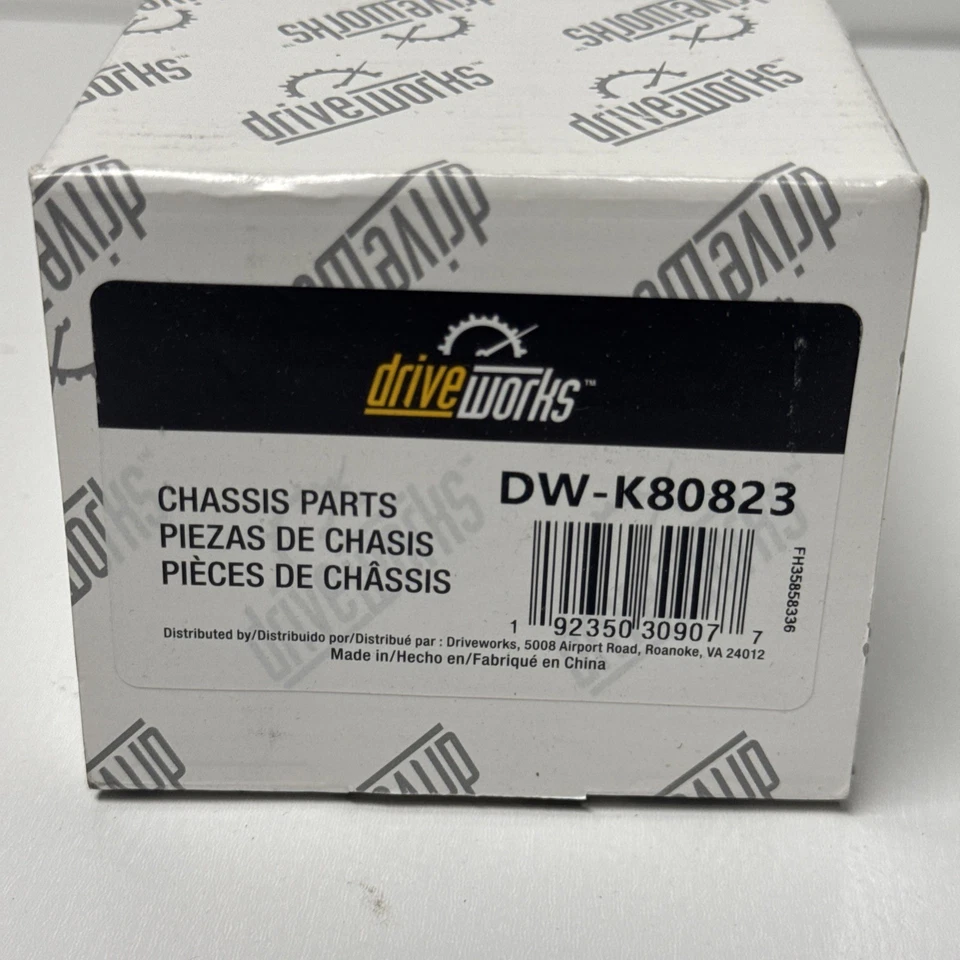 driveworks
driveworks
driveworks
driveworks
driveworks™
CHASSIS PARTS
PIEZAS DE CHASIS
PIÈCES DE CHÂSSIS
DW-K80823
1 92350 30907 7
FH35858336
Distributed by/Distribuido por/Distribué par : Driveworks, 5008 Airport Road, Roanoke, VA 24012
Made in/Hecho en/Fabriqué en China